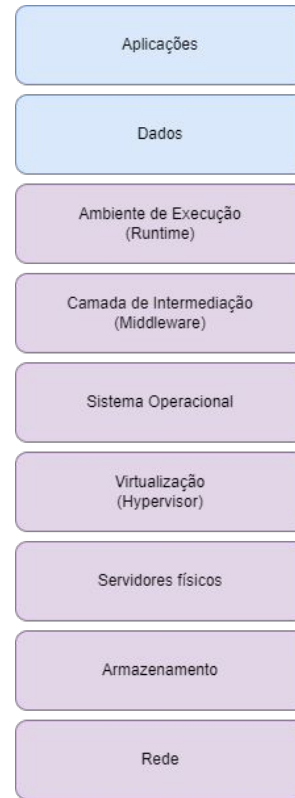 Aplicações
Dados
Ambiente de Execução
(Runtime)
Camada de Intermediação
(Middleware)
Sistema Operacional
Virtualização
(Hypervisor)
Servidores físicos
Armazenamento
Rede